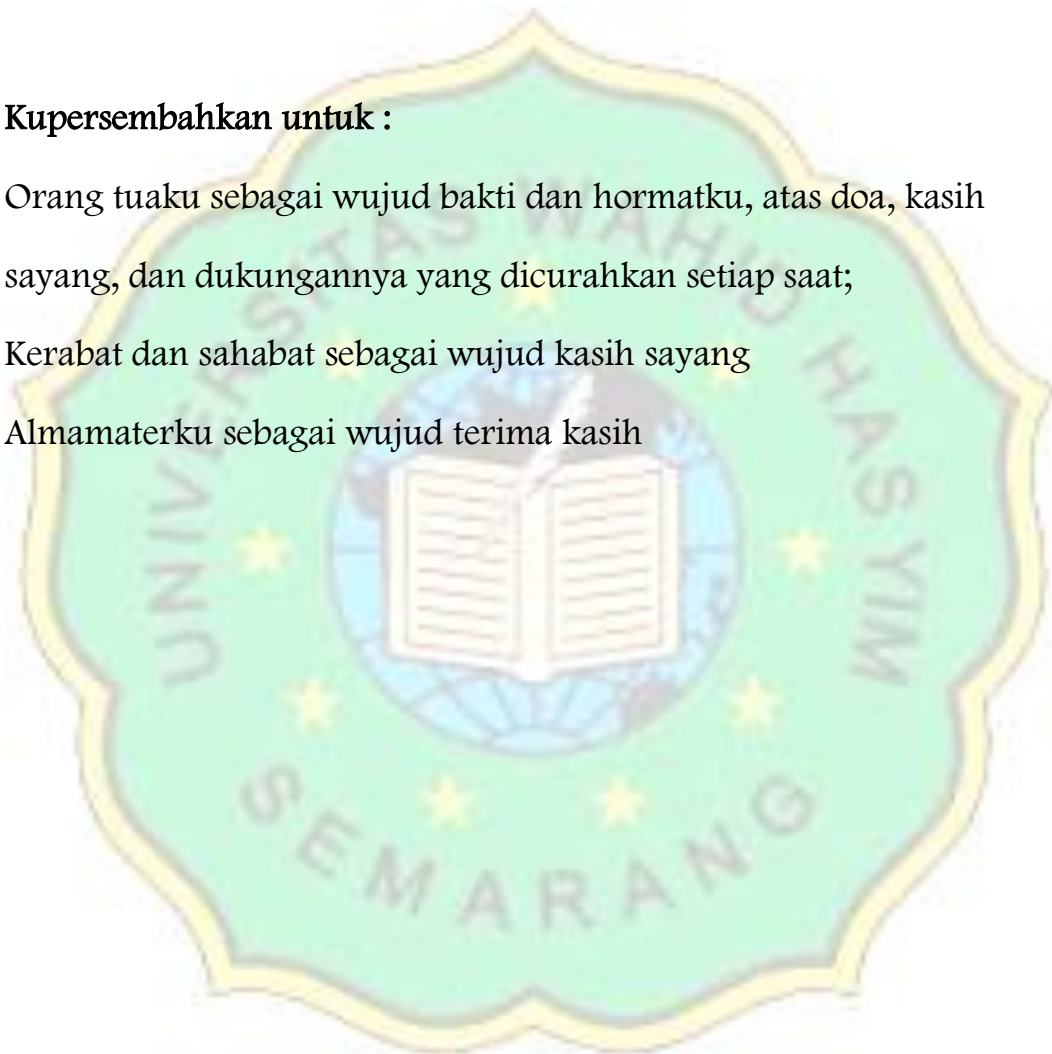 Kupersembahkan untuk :
Orang tuaku sebagai wujud bakti dan hormatku, atas doa, kasih
sayang, dan dukungannya yang dicurahkan setiap saat;
Kerabat dan sahabat sebagai wujud kasih sayang
Almamaterku sebagai wujud terima kasih
UNIVERSITAS WAHID HASYIM
SEMARANG